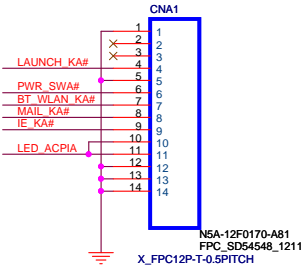 CNA1
1 1
2 2
3 3
LAUNCH_KA# 4 4
5 5
PWR_SWA# 6 6
BT_WLAN_KA# 7 7
MAIL_KA# 8 8
IE_KA# 9 9
10 10
LED_ACPIA 11 11
12 12
13 13
14 14
N5A-12F0170-A81
FPC_SD54548_1211
X_FPC12P-T-0.5PITCH